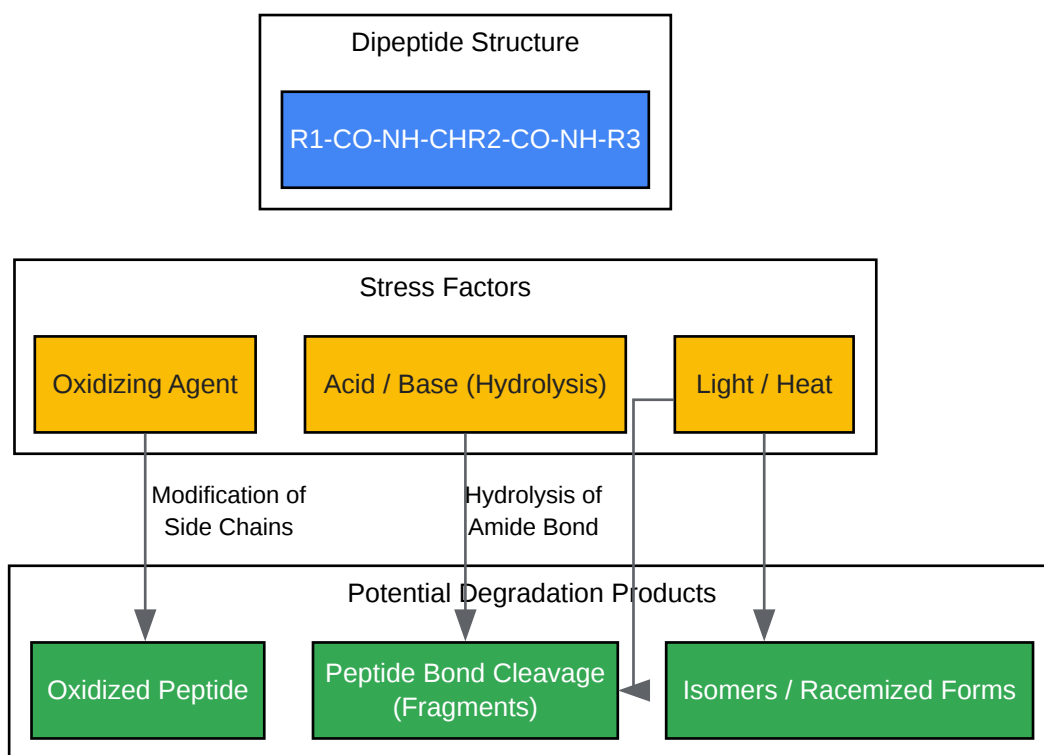 Dipeptide Structure
R1-CO-NH-CHR2-CO-NH-R3
Stress Factors
Oxidizing Agent
Acid / Base (Hydrolysis)
Light / Heat
Modification of
Side Chains
Hydrolysis of
Amide Bond
Potential Degradation Products
Oxidized Peptide
Peptide Bond Cleavage
(Fragments)
Isomers / Racemized Forms